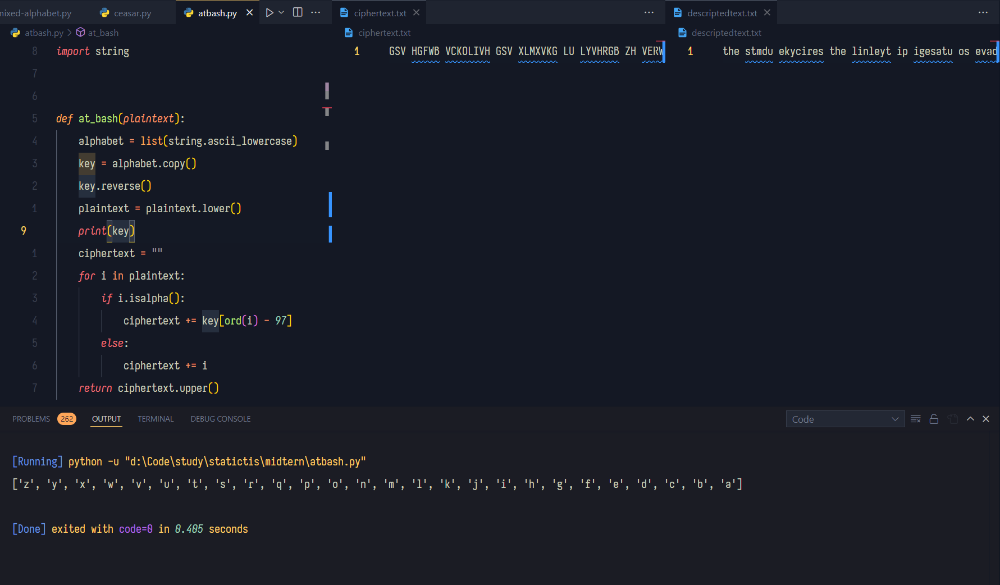 mixed-alphabet.py ceasar.py atbash.py ciphertext.txt descriptedtext.txt
atbash.py > at_bash ciphertext.txt descriptedtext.txt
8 import string
7
6
5 def at_bash(plaintext):
4 alphabet = list(string.ascii_lowercase)
3 key = alphabet.copy()
2 key.reverse()
1 plaintext = plaintext.lower()
9 print(key)
1 ciphertext = ""
2 for i in plaintext:
3 if i.isalpha():
4 ciphertext += key[ord(i) - 97]
5 else:
6 ciphertext += i
7 return ciphertext.upper()
1 GSV HGFWB VCKOLIVH GSV XLMXVKG LU LYVHRGB ZH VERW
1 the stmdu ekycires the linleyt ip igesatu os evad
PROBLEMS 262 OUTPUT TERMINAL DEBUG CONSOLE Code
[Running] python -u "d:\Code\study\statictis\midtern\atbash.py"
['z', 'y', 'x', 'w', 'v', 'u', 't', 's', 'r', 'q', 'p', 'o', 'n', 'm', 'l', 'k', 'j', 'i', 'h', 'g', 'f', 'e', 'd', 'c', 'b', 'a']
[Done] exited with code=0 in 0.405 seconds